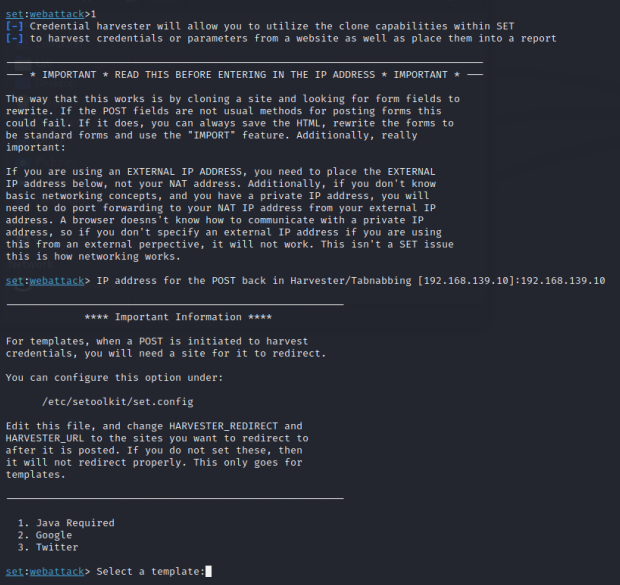 set:webattack>1
[-] Credential harvester will allow you to utilize the clone capabilities within SET
[-] to harvest credentials or parameters from a website as well as place them into a report
--- * IMPORTANT * READ THIS BEFORE ENTERING IN THE IP ADDRESS * IMPORTANT * ---
The way that this works is by cloning a site and looking for form fields to
rewrite. If the POST fields are not usual methods for posting forms this
could fail. If it does, you can always save the HTML, rewrite the forms to
be standard forms and use the "IMPORT" feature. Additionally, really
important:
If you are using an EXTERNAL IP ADDRESS, you need to place the EXTERNAL
IP address below, not your NAT address. Additionally, if you don't know
basic networking concepts, and you have a private IP address, you will
need to do port forwarding to your NAT IP address from your external IP
address. A browser doesns't know how to communicate with a private IP
address, so if you don't specify an external IP address if you are using
this from an external perpective, it will not work. This isn't a SET issue
this is how networking works.
set:webattack> IP address for the POST back in Harvester/Tabnabbing [192.168.139.10]:192.168.139.10
**** Important Information ****
For templates, when a POST is initiated to harvest
credentials, you will need a site for it to redirect.
You can configure this option under:
/etc/setoolkit/set.config
Edit this file, and change HARVESTER_REDIRECT and
HARVESTER_URL to the sites you want to redirect to
after it is posted. If you do not set these, then
it will not redirect properly. This only goes for
templates.
1. Java Required
2. Google
3. Twitter
set:webattack> Select a template: